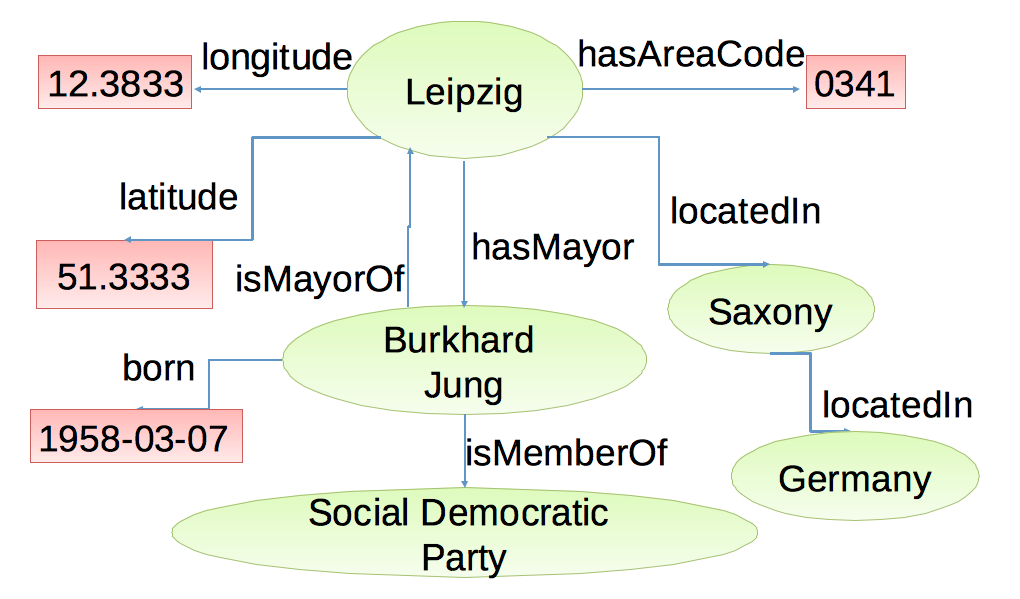 longitude
hasAreaCode
12.3833
Leipzig
0341
latitude
locatedIn
hasMayor
51.3333
isMayorOf
Saxony
Burkhard
Jung
born
locatedIn
1958-03-07
isMemberOf
Germany
Social Democratic
Party